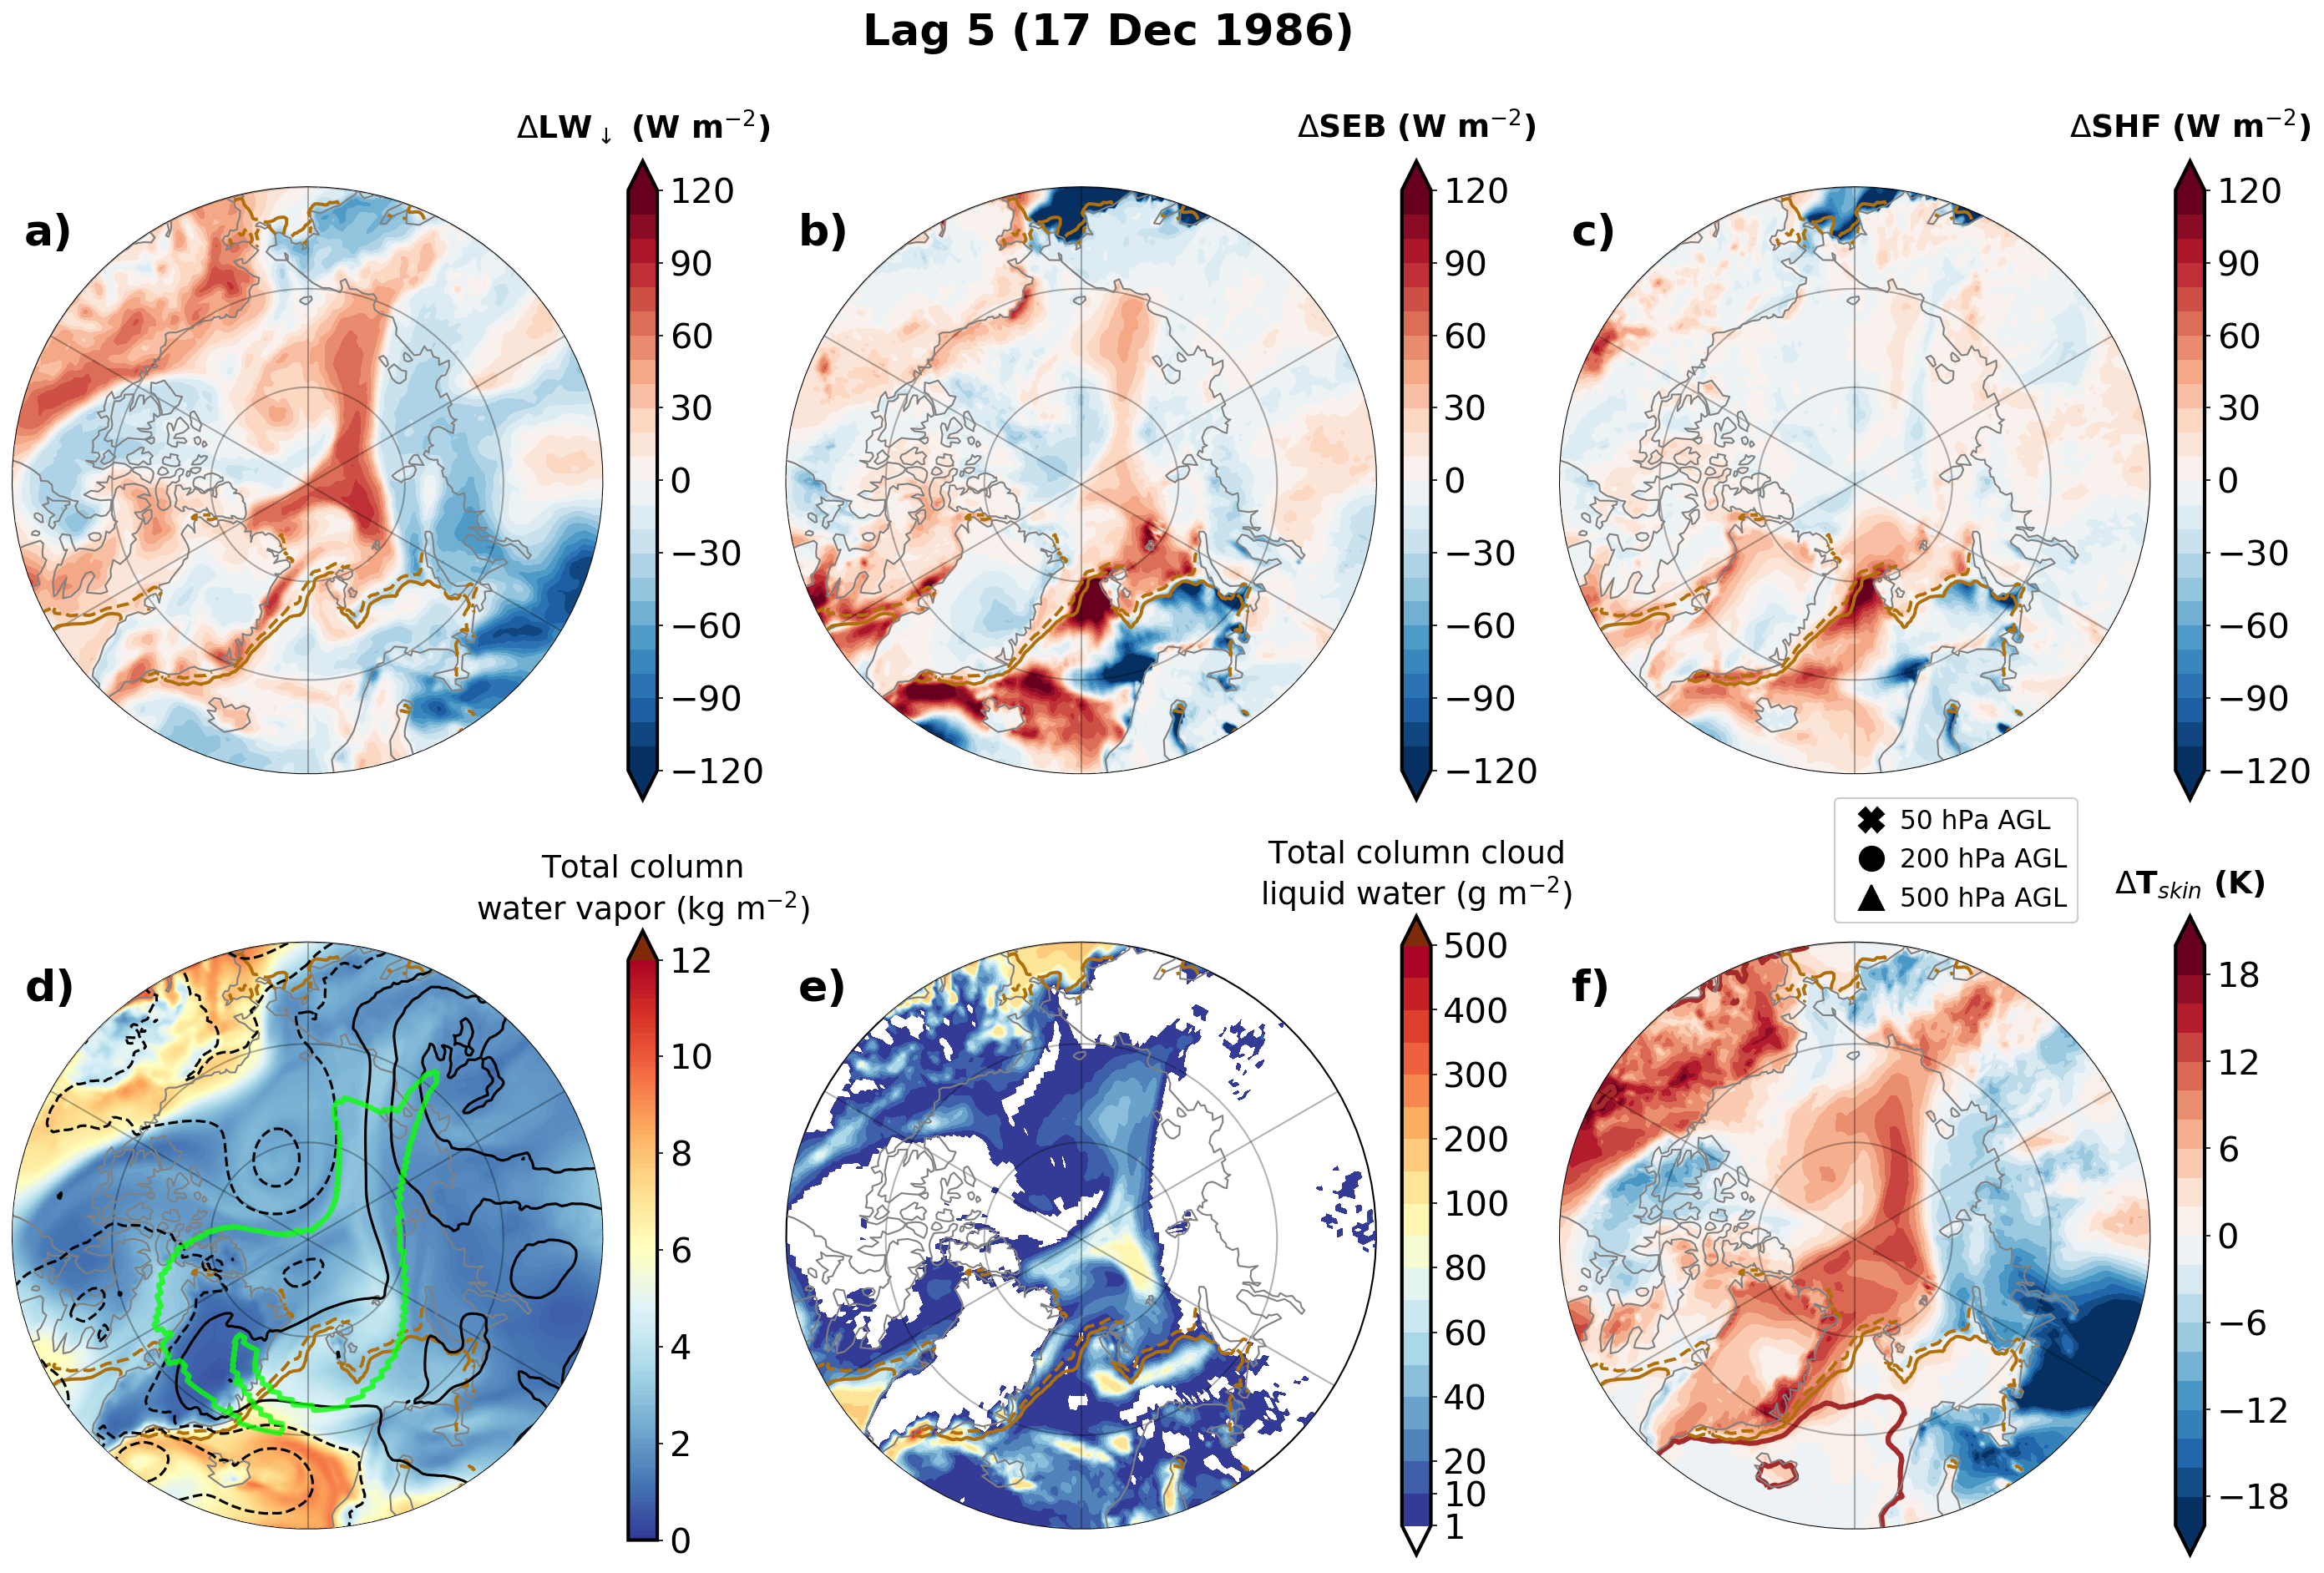 Lag 5 (17 Dec 1986)
ΔLW↓ (W m⁻²)
ΔSEB (W m⁻²)
ΔSHF (W m⁻²)
a)
120
90
60
30
0
−30
−60
−90
−120
b)
120
90
60
30
0
−30
−60
−90
−120
c)
120
90
60
30
0
−30
−60
−90
−120
50 hPa AGL
200 hPa AGL
500 hPa AGL
Total column
water vapor (kg m⁻²)
Total column cloud
liquid water (g m⁻²)
ΔTskin (K)
d)
12
10
8
6
4
2
0
e)
500
400
300
200
100
80
60
40
20
10
1
f)
18
12
6
0
−6
−12
−18